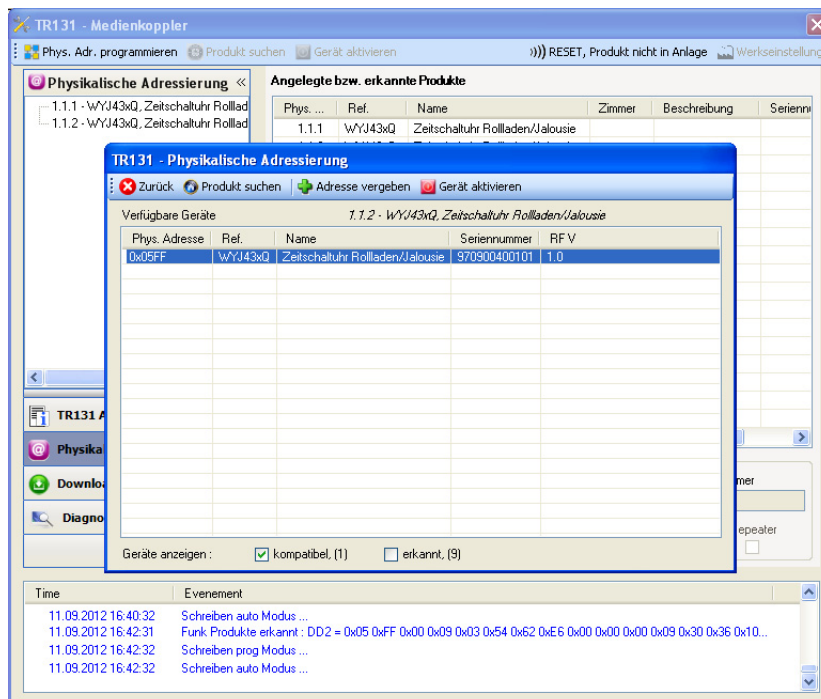 TR131 - Medienkoppler
Phys. Adr. programmieren Produkt suchen Gerät aktivieren RESET, Produkt nicht in Anlage Werkseinstellung
Physikalische Adressierung «
1.1.1 - WYJ43xQ, Zeitschaltuhr Rolllad
1.1.2 - WYJ43xQ, Zeitschaltuhr Rolllad
Angelegte bzw. erkannte Produkte
Phys. ... Ref. Name Zimmer Beschreibung Serienn
1.1.1 WYJ43xQ Zeitschaltuhr Rollladen/Jalousie
TR131 - Physikalische Adressierung
Zurück Produkt suchen Adresse vergeben Gerät aktivieren
Verfügbare Geräte 1.1.2 - WYJ43xQ, Zeitschaltuhr Rollladen/Jalousie
Phys. Adresse Ref. Name Seriennummer RF V
0x05FF WYJ43xQ Zeitschaltuhr Rollladen/Jalousie 970900400101 1.0
Geräte anzeigen : kompatibel, (1) erkannt, (9)
TR131 A
Physika
Downloa
Diagno
mer
epeater
Time Evenement
11.09.2012 16:40:32 Schreiben auto Modus ...
11.09.2012 16:42:31 Funk Produkte erkannt : DD2 = 0x05 0xFF 0x00 0x09 0x03 0x54 0x62 0xE6 0x00 0x00 0x00 0x09 0x30 0x36 0x10...
11.09.2012 16:42:32 Schreiben prog Modus ...
11.09.2012 16:42:32 Schreiben auto Modus ...